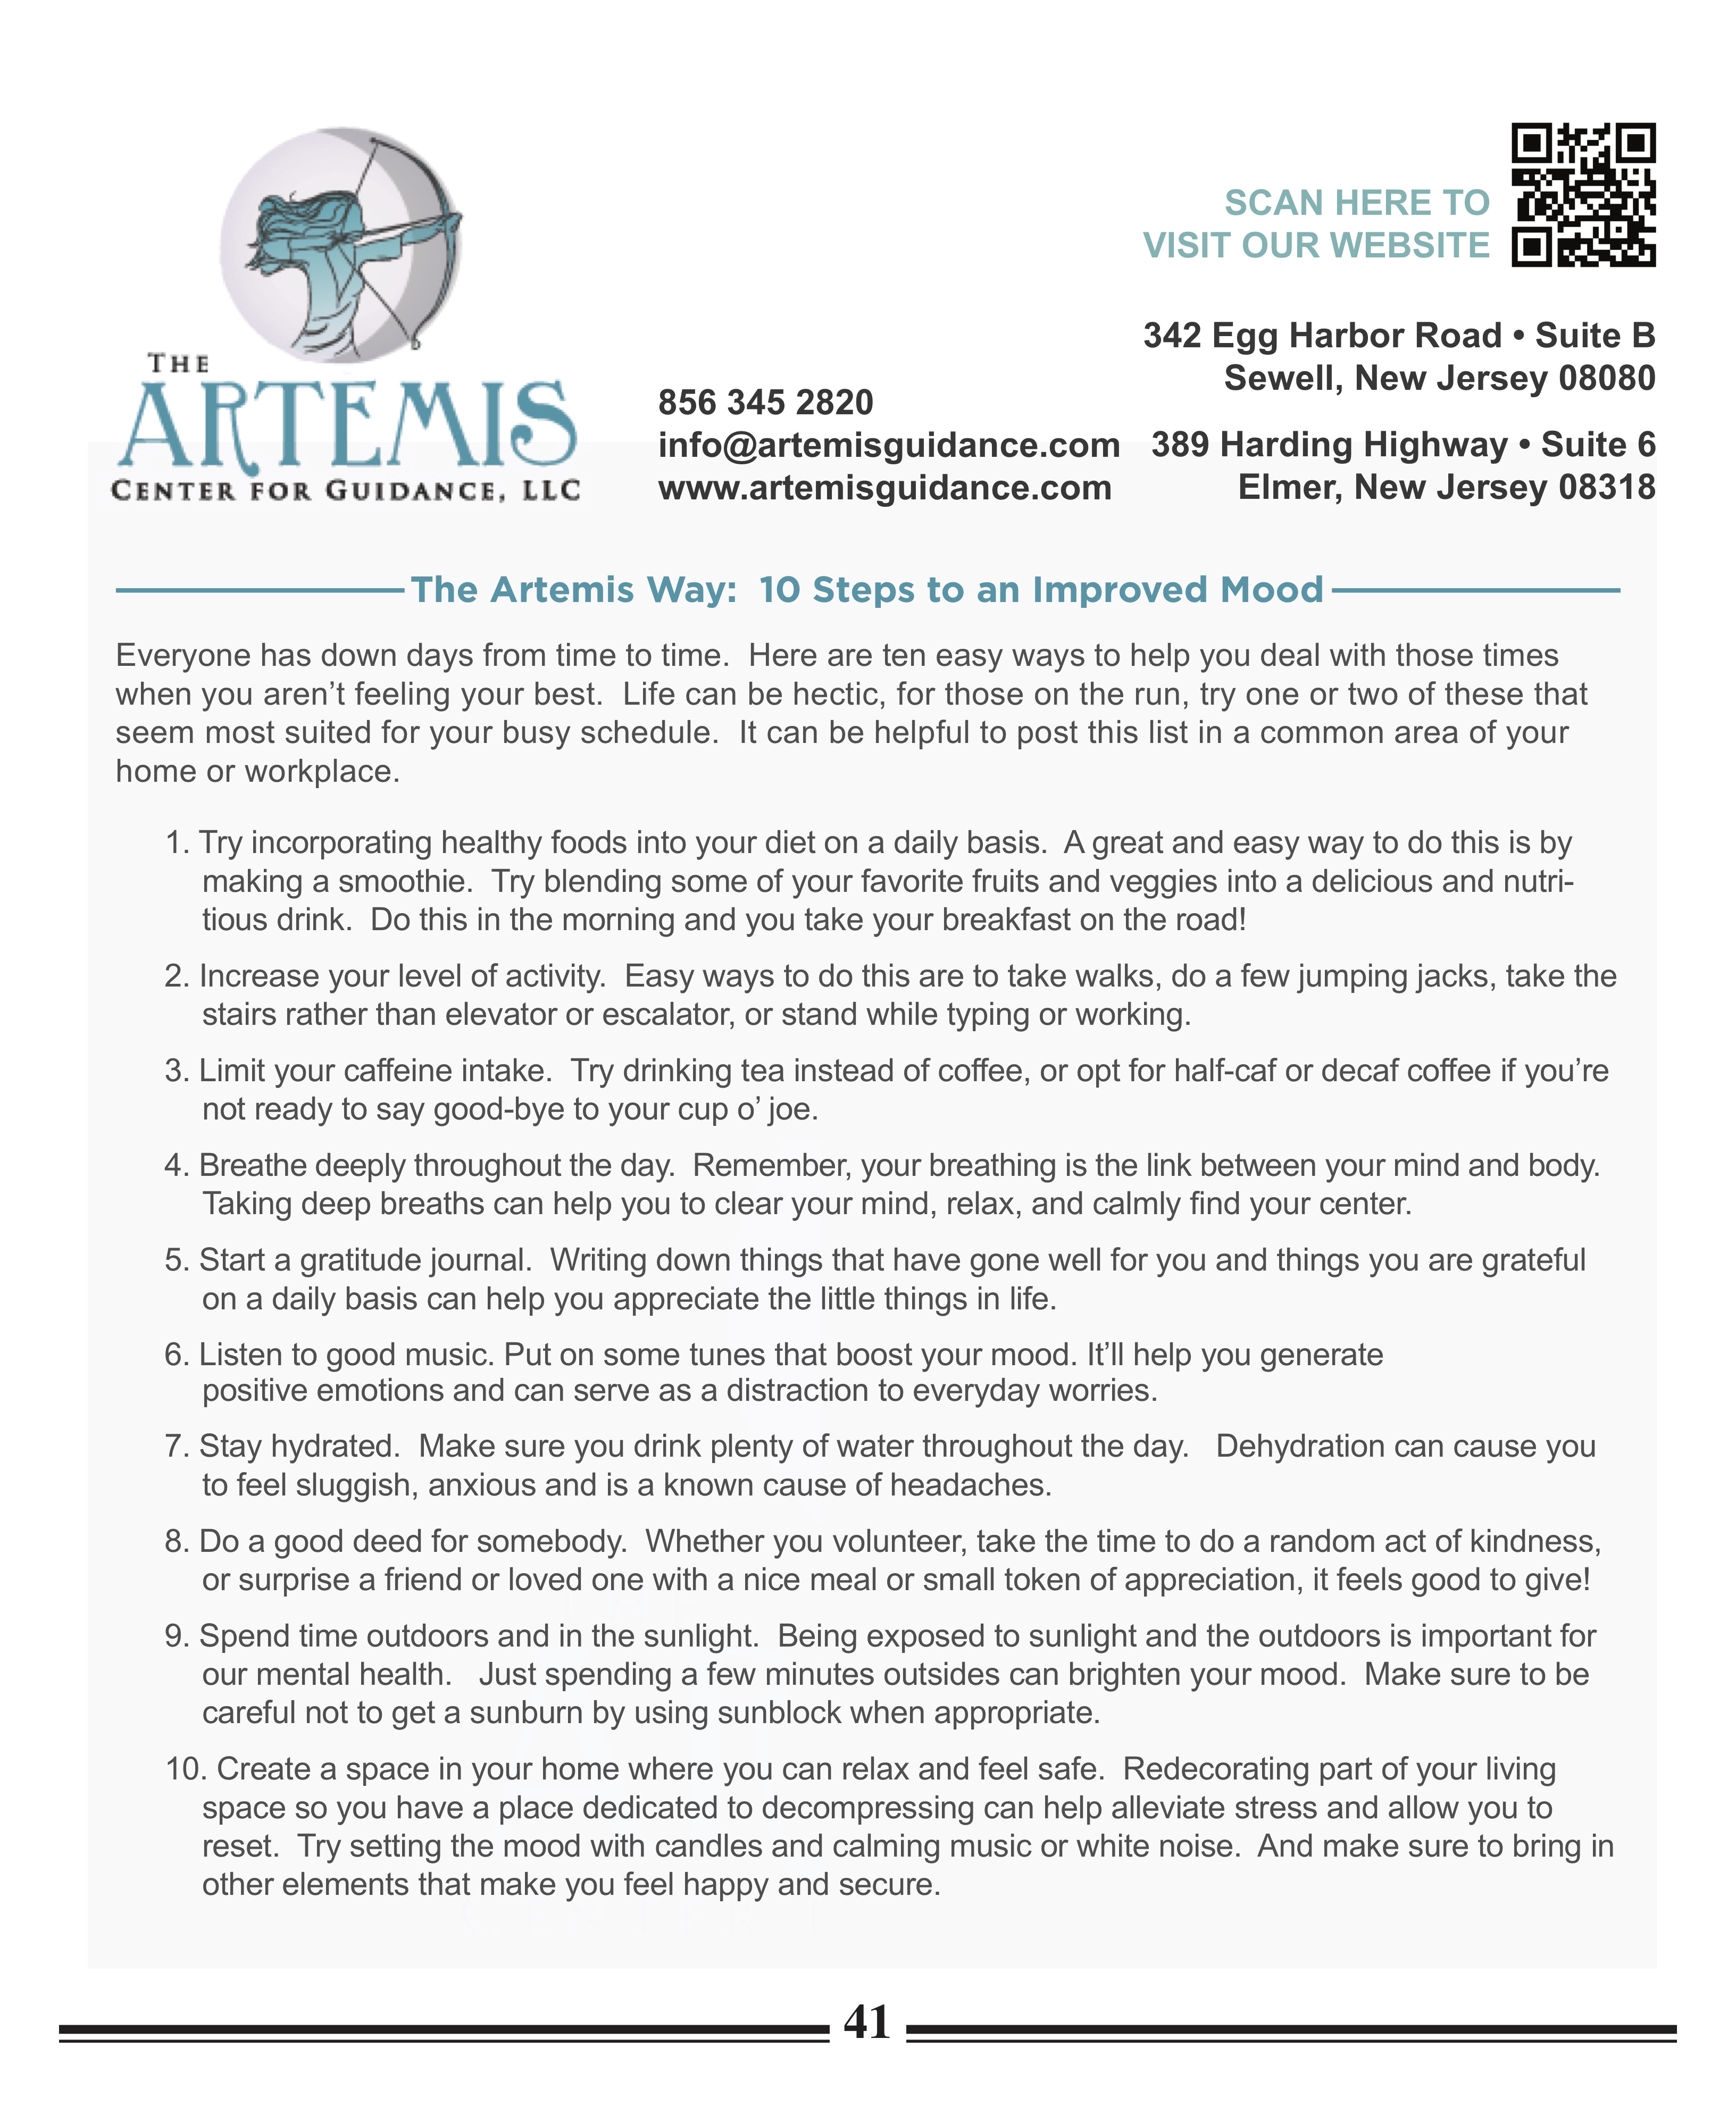 THE
ARTEMIS
CENTER FOR GUIDANCE, LLC
856 345 2820
info@artemisguidance.com
www.artemisguidance.com
SCAN HERE TO
VISIT OUR WEBSITE
342 Egg Harbor Road • Suite B
Sewell, New Jersey 08080
389 Harding Highway • Suite 6
Elmer, New Jersey 08318
The Artemis Way:  10 Steps to an Improved Mood
Everyone has down days from time to time.  Here are ten easy ways to help you deal with those times
when you aren’t feeling your best.  Life can be hectic, for those on the run, try one or two of these that
seem most suited for your busy schedule.  It can be helpful to post this list in a common area of your
home or workplace.
1. Try incorporating healthy foods into your diet on a daily basis.  A great and easy way to do this is by
making a smoothie.  Try blending some of your favorite fruits and veggies into a delicious and nutri-
tious drink.  Do this in the morning and you take your breakfast on the road!
2. Increase your level of activity.  Easy ways to do this are to take walks, do a few jumping jacks, take the
stairs rather than elevator or escalator, or stand while typing or working.
3. Limit your caffeine intake.  Try drinking tea instead of coffee, or opt for half-caf or decaf coffee if you’re
not ready to say good-bye to your cup o’ joe.
4. Breathe deeply throughout the day.  Remember, your breathing is the link between your mind and body.
Taking deep breaths can help you to clear your mind, relax, and calmly find your center.
5. Start a gratitude journal.  Writing down things that have gone well for you and things you are grateful
on a daily basis can help you appreciate the little things in life.
6. Listen to good music. Put on some tunes that boost your mood. It’ll help you generate
positive emotions and can serve as a distraction to everyday worries.
7. Stay hydrated.  Make sure you drink plenty of water throughout the day.   Dehydration can cause you
to feel sluggish, anxious and is a known cause of headaches.
8. Do a good deed for somebody.  Whether you volunteer, take the time to do a random act of kindness,
or surprise a friend or loved one with a nice meal or small token of appreciation, it feels good to give!
9. Spend time outdoors and in the sunlight.  Being exposed to sunlight and the outdoors is important for
our mental health.   Just spending a few minutes outsides can brighten your mood.  Make sure to be
careful not to get a sunburn by using sunblock when appropriate.
10. Create a space in your home where you can relax and feel safe.  Redecorating part of your living
space so you have a place dedicated to decompressing can help alleviate stress and allow you to
reset.  Try setting the mood with candles and calming music or white noise.  And make sure to bring in
other elements that make you feel happy and secure.
41